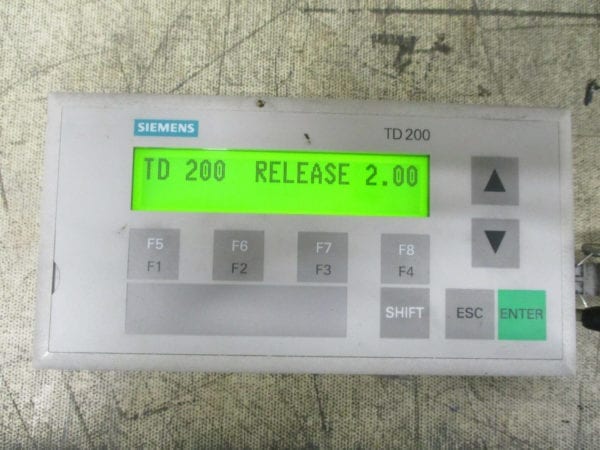 SIEMENS
TD 200
TD 200 RELEASE 2.00
F5 F6 F7 F8
F1 F2 F3 F4
SHIFT ESC ENTER